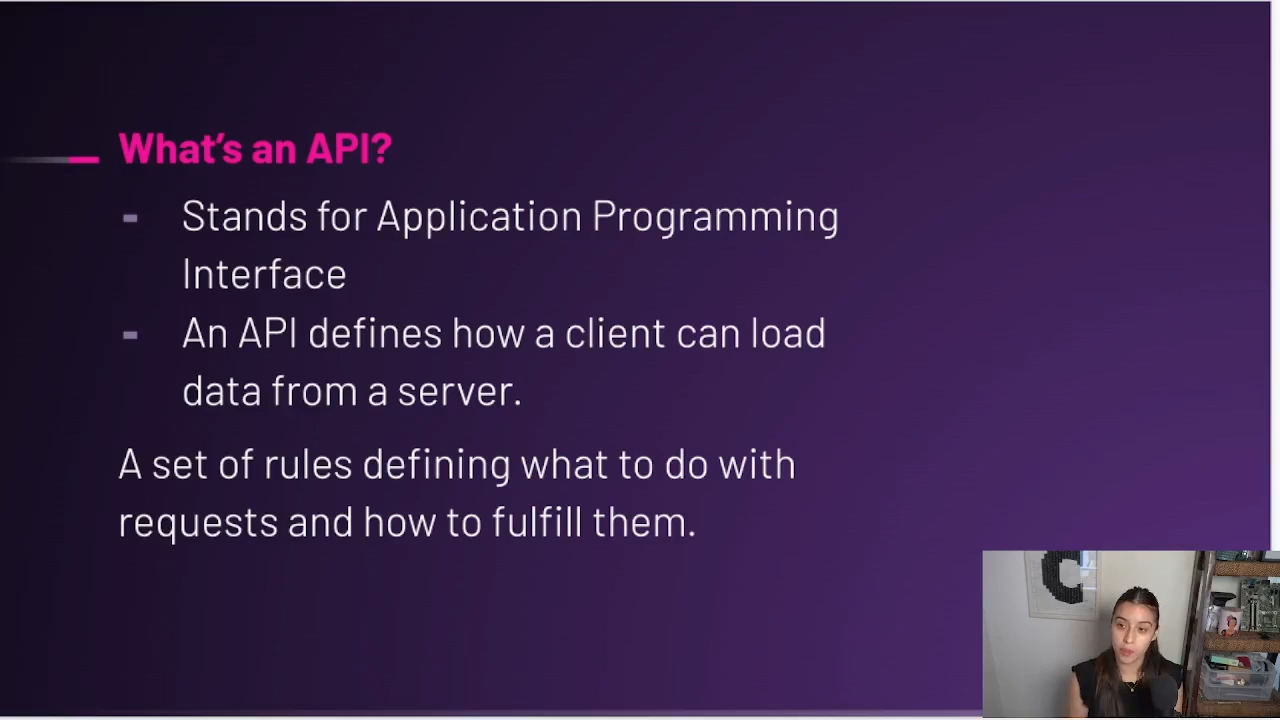 What's an API?
- Stands for Application Programming
Interface
- An API defines how a client can load
data from a server.
A set of rules defining what to do with
requests and how to fulfill them.
C